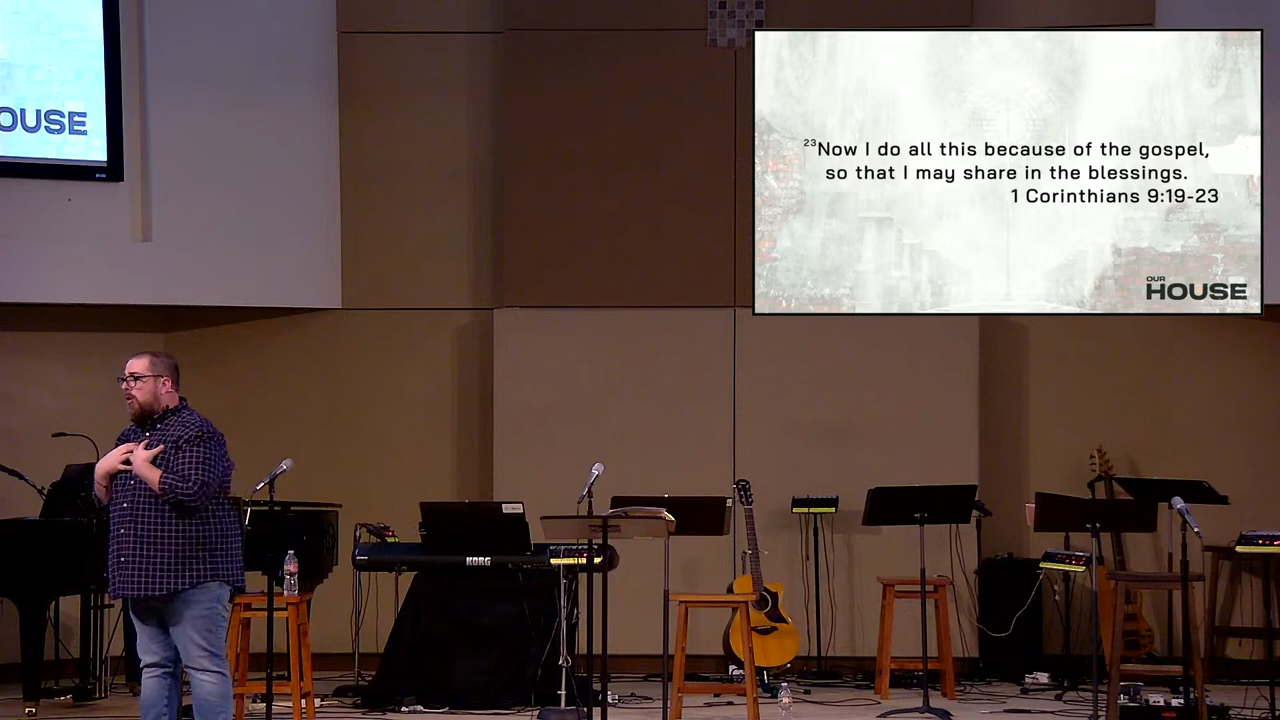 OUSE
23Now I do all this because of the gospel,
so that I may share in the blessings.
1 Corinthians 9:19-23
OUR
HOUSE
KORG